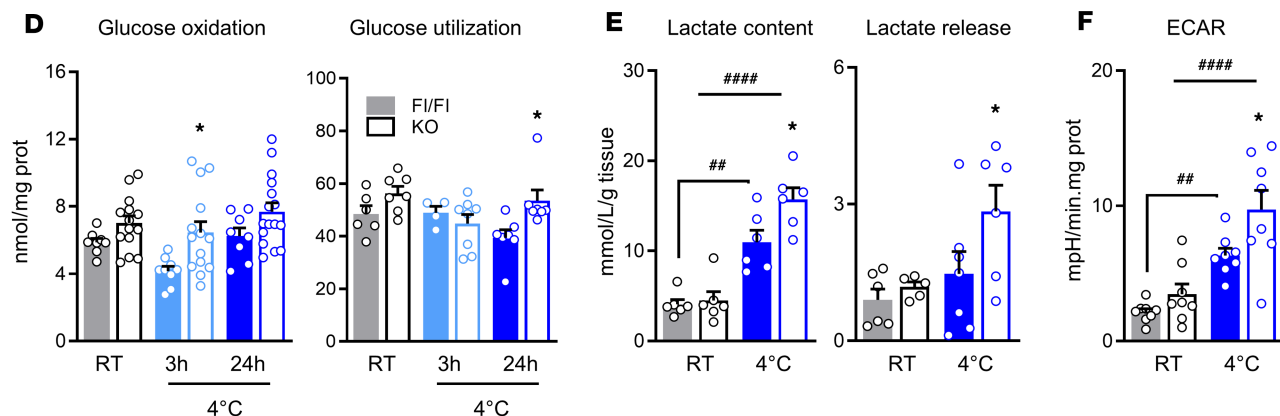 D
Glucose oxidation
Glucose utilization
nmol/mg prot
16
12
8
4
0
*
RT
3h
24h
4°C
100
80
60
40
20
0
Fl/Fl
KO
*
RT
3h
24h
4°C
E
Lactate content
Lactate release
mmol/L/g tissue
30
20
10
0
####
##
*
RT
4°C
6
3
0
*
RT
4°C
F
ECAR
mpH/min.mg prot
20
10
0
####
##
*
RT
4°C